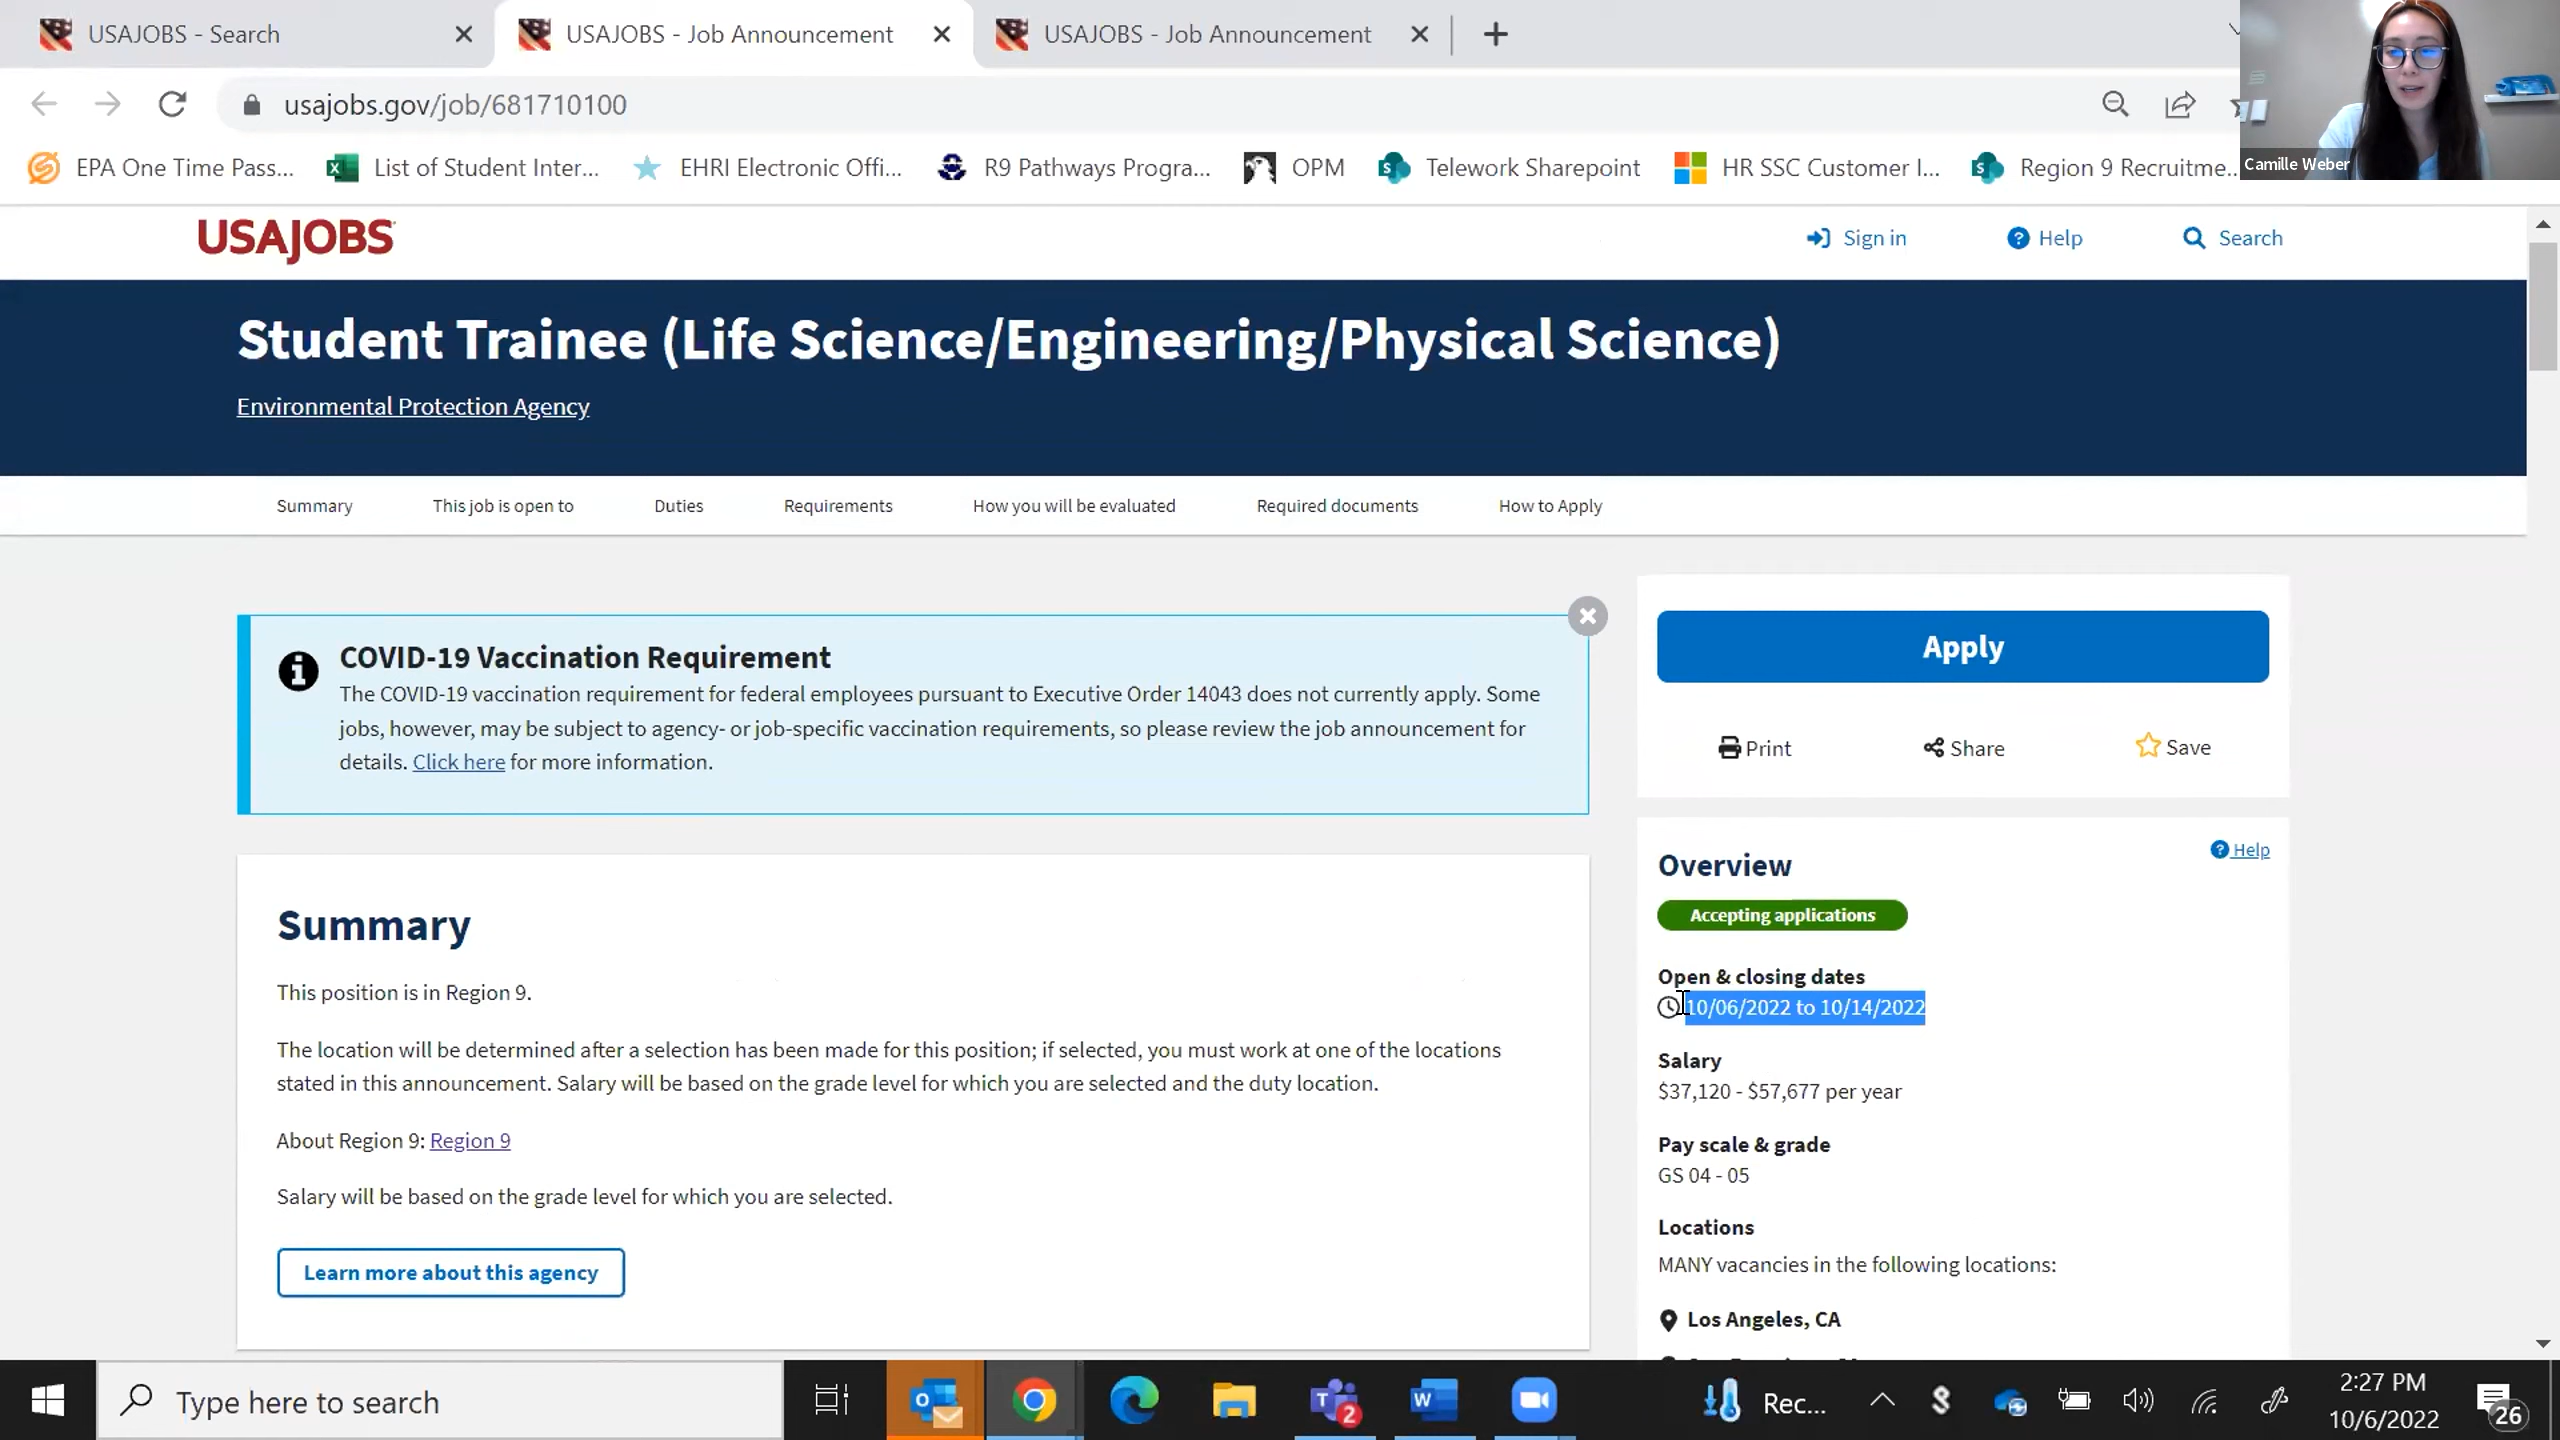 USAJOBS - Search
USAJOBS - Job Announcement
USAJOBS - Job Announcement
usajobs.gov/job/681710100
EPA One Time Pass...
List of Student Inter...
EHRI Electronic Offi...
R9 Pathways Progra...
OPM
Telework Sharepoint
HR SSC Customer I...
Region 9 Recruitme...
Camille Weber
USAJOBS
Sign in
Help
Search
Student Trainee (Life Science/Engineering/Physical Science)
Environmental Protection Agency
Summary
This job is open to
Duties
Requirements
How you will be evaluated
Required documents
How to Apply
COVID-19 Vaccination Requirement
The COVID-19 vaccination requirement for federal employees pursuant to Executive Order 14043 does not currently apply. Some
jobs, however, may be subject to agency- or job-specific vaccination requirements, so please review the job announcement for
details. Click here for more information.
Summary
This position is in Region 9.
The location will be determined after a selection has been made for this position; if selected, you must work at one of the locations
stated in this announcement. Salary will be based on the grade level for which you are selected and the duty location.
About Region 9: Region 9
Salary will be based on the grade level for which you are selected.
Learn more about this agency
Apply
Print
Share
Save
Overview
Help
Accepting applications
Open & closing dates
10/06/2022 to 10/14/2022
Salary
$37,120 - $57,677 per year
Pay scale & grade
GS 04 - 05
Locations
MANY vacancies in the following locations:
Los Angeles, CA
Type here to search
2
Rec...
2:27 PM
10/6/2022
26